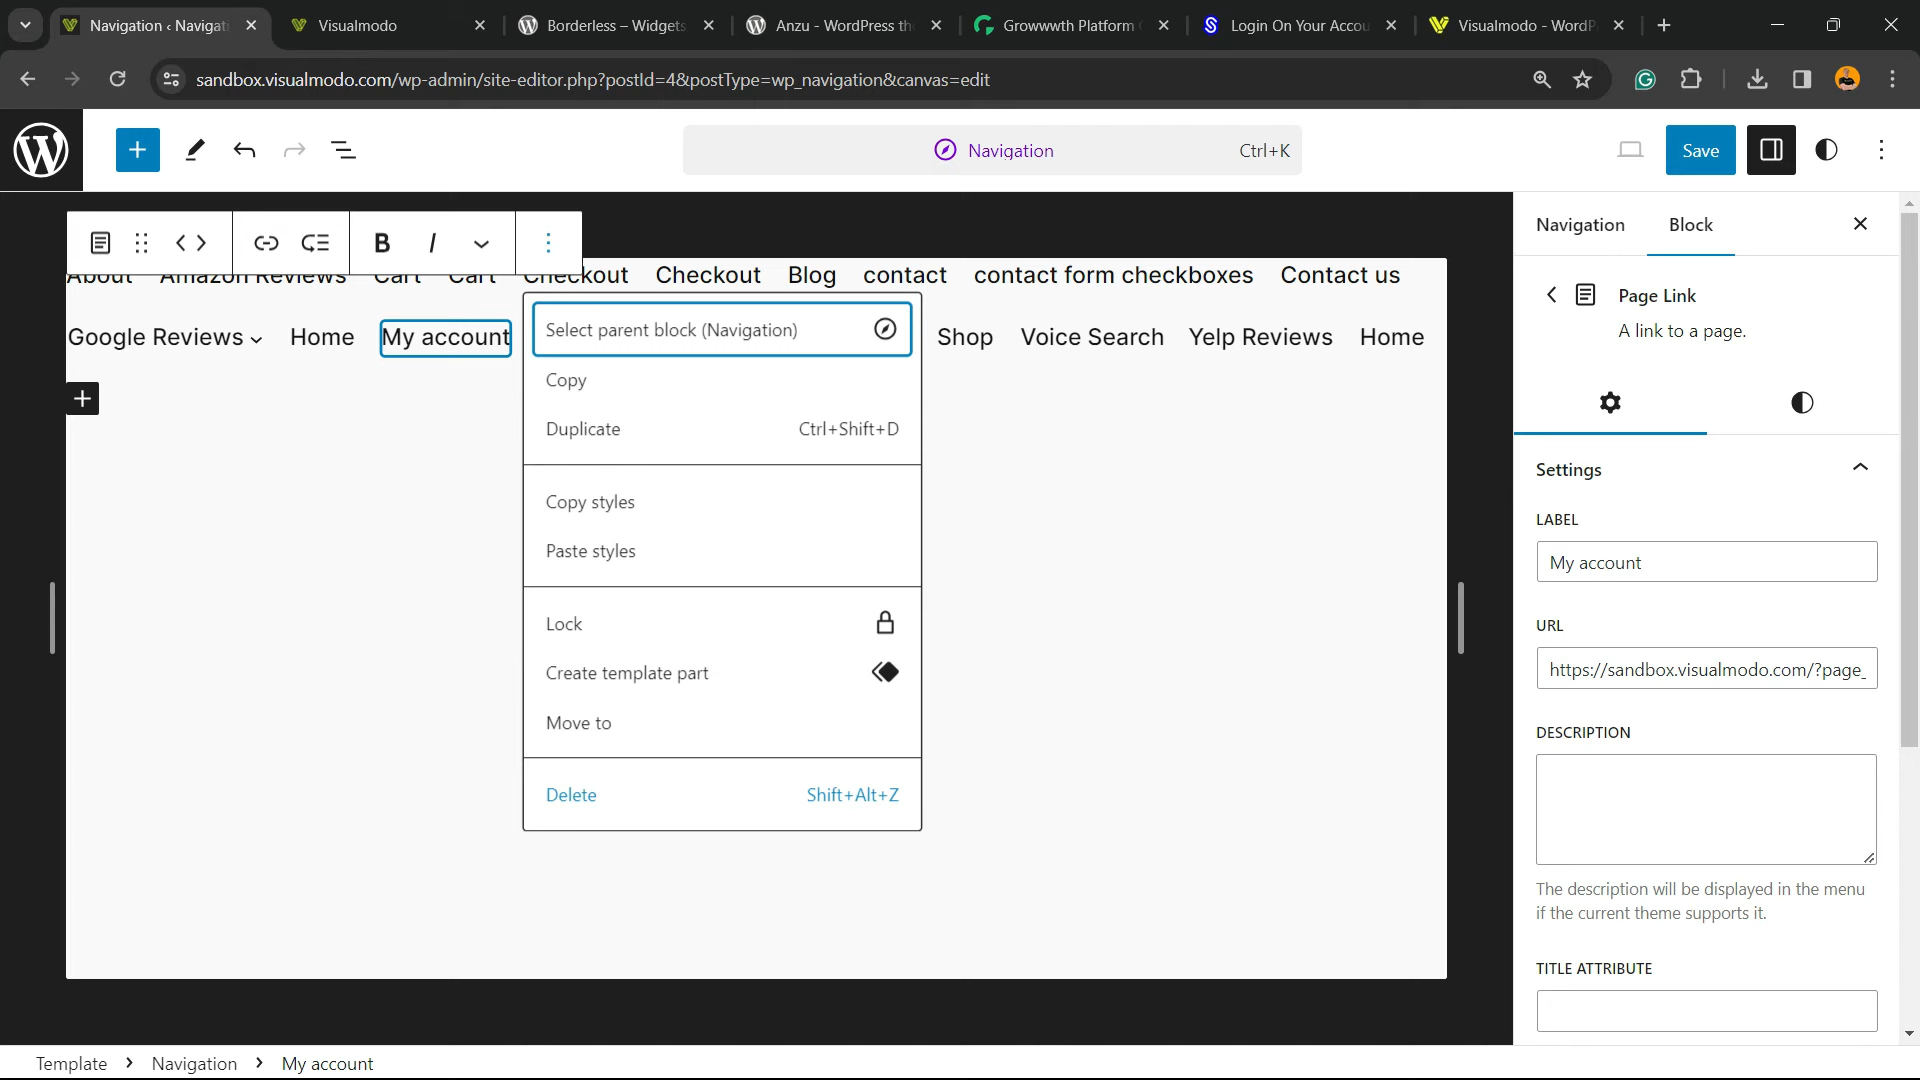 Navigation ‹ Navigati
Visualmodo
Borderless – Widgets
Anzu - WordPress th
Growwwth Platform
Login On Your Accou
Visualmodo - WordP
sandbox.visualmodo.com/wp-admin/site-editor.php?postId=4&postType=wp_navigation&canvas=edit
Navigation Ctrl+K
Save
B I
Navigation Block
About Amazon Reviews Cart Cart Checkout Checkout Blog contact contact form checkboxes Contact us
Google Reviews Home My account Shop Voice Search Yelp Reviews Home
Select parent block (Navigation)
Copy
Duplicate Ctrl+Shift+D
Copy styles
Paste styles
Lock
Create template part
Move to
Delete Shift+Alt+Z
Page Link
A link to a page.
Settings
LABEL
My account
URL
https://sandbox.visualmodo.com/?page_
DESCRIPTION
The description will be displayed in the menu
if the current theme supports it.
TITLE ATTRIBUTE
Template > Navigation > My account